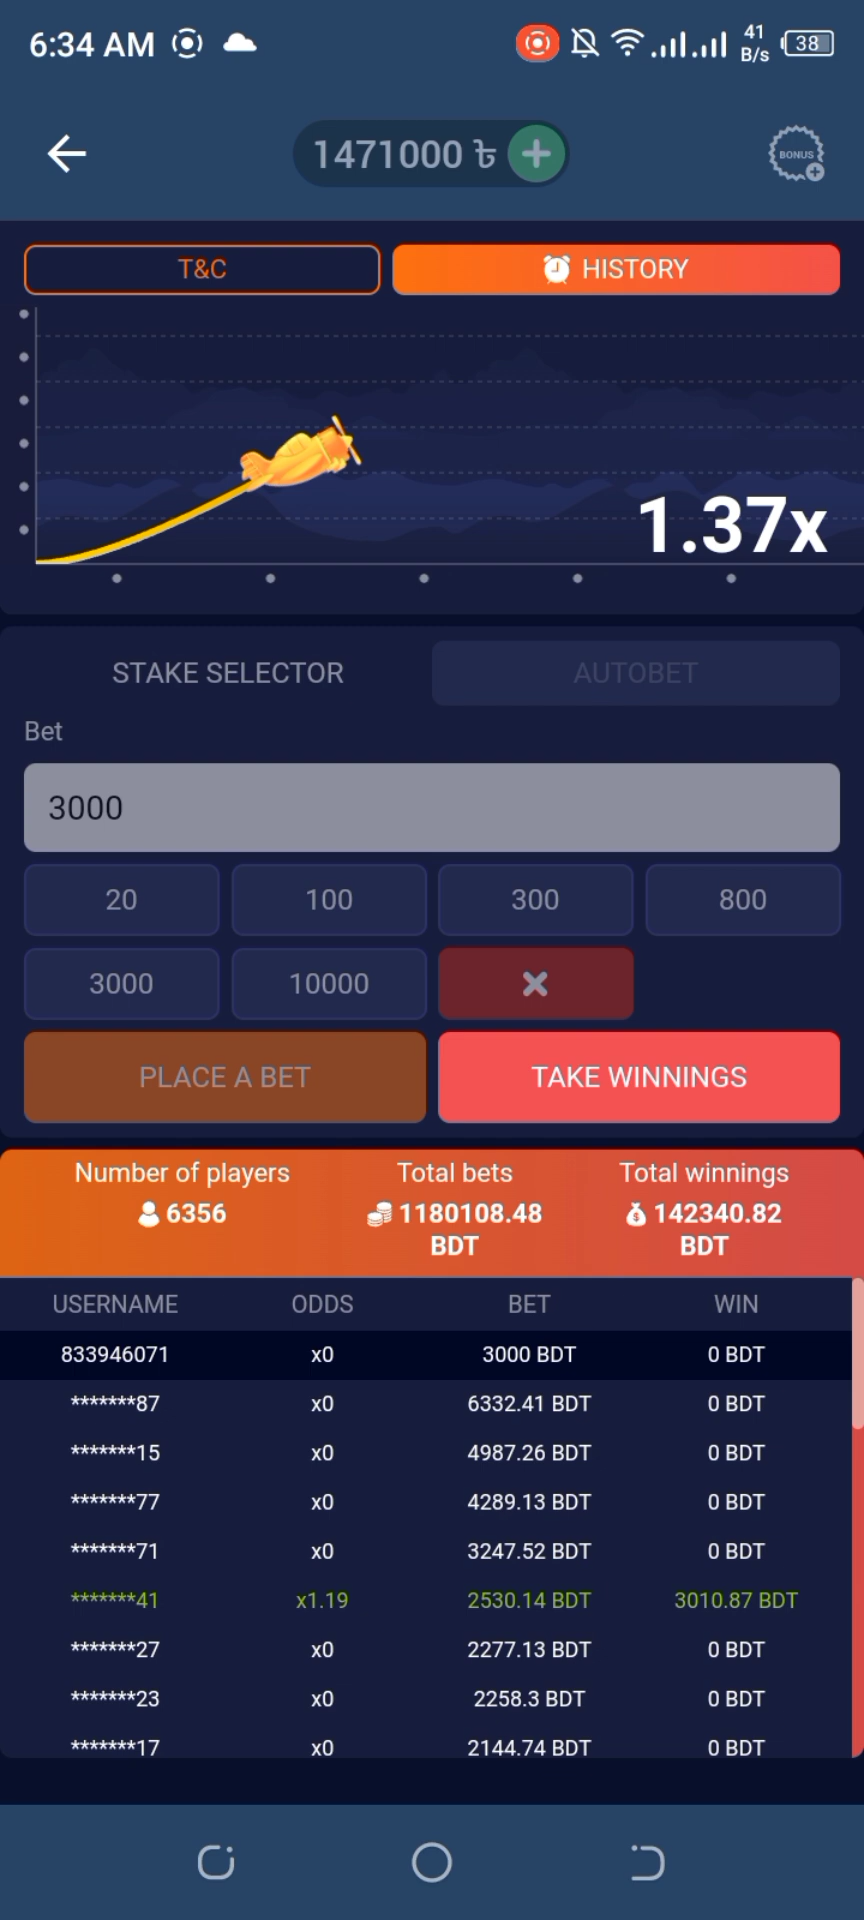 6:34 AM
41
B/s
38
1471000 ৳
BONUS
T&C
HISTORY
1.37x
STAKE SELECTOR
AUTOBET
Bet
3000
20 100 300 800
3000 10000
PLACE A BET
TAKE WINNINGS
Number of players Total bets Total winnings
6356 1180108.48 142340.82
BDT BDT
USERNAME ODDS BET WIN
833946071 x0 3000 BDT 0 BDT
*******87 x0 6332.41 BDT 0 BDT
*******15 x0 4987.26 BDT 0 BDT
*******77 x0 4289.13 BDT 0 BDT
*******71 x0 3247.52 BDT 0 BDT
*******41 x1.19 2530.14 BDT 3010.87 BDT
*******27 x0 2277.13 BDT 0 BDT
*******23 x0 2258.3 BDT 0 BDT
*******17 x0 2144.74 BDT 0 BDT